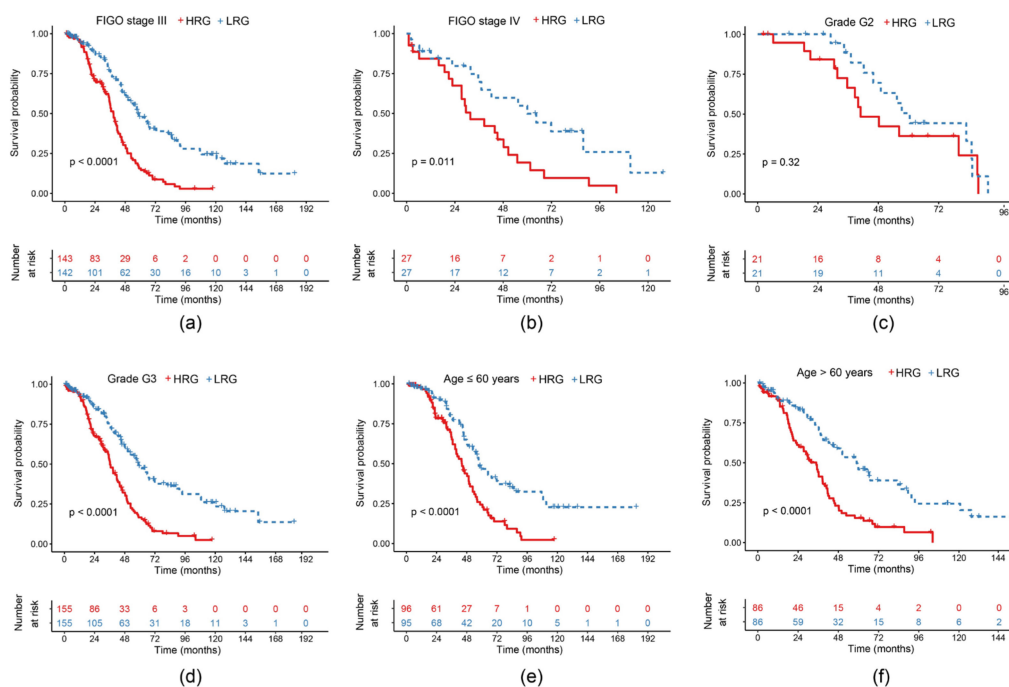 FIGO stage III HRG LRG
1.00
0.75
0.50
0.25
0.00
Survival probability
p < 0.0001
0 24 48 72 96 120 144 168 192
Time (months)
Number at risk
143 83 29 6 2 0 0 0 0
142 101 62 30 16 10 3 1 0
0 24 48 72 96 120 144 168 192
Time (months)
(a)
FIGO stage IV HRG LRG
1.00
0.75
0.50
0.25
0.00
Survival probability
p = 0.011
0 24 48 72 96 120
Time (months)
Number at risk
27 16 7 2 1 0
27 17 12 7 2 1
0 24 48 72 96 120
Time (months)
(b)
Grade G2 HRG LRG
1.00
0.75
0.50
0.25
0.00
Survival probability
p = 0.32
0 24 48 72 96
Time (months)
Number at risk
21 16 8 4 0
21 19 11 4 0
0 24 48 72 96
Time (months)
(c)
Grade G3 HRG LRG
1.00
0.75
0.50
0.25
0.00
Survival probability
p < 0.0001
0 24 48 72 96 120 144 168 192
Time (months)
Number at risk
155 86 33 6 3 0 0 0 0
155 105 63 31 18 11 3 1 0
0 24 48 72 96 120 144 168 192
Time (months)
(d)
Age ≤ 60 years HRG LRG
1.00
0.75
0.50
0.25
0.00
Survival probability
p < 0.0001
0 24 48 72 96 120 144 168 192
Time (months)
Number at risk
96 61 27 7 1 0 0 0 0
95 68 42 20 10 5 1 1 0
0 24 48 72 96 120 144 168 192
Time (months)
(e)
Age > 60 years HRG LRG
1.00
0.75
0.50
0.25
0.00
Survival probability
p < 0.0001
0 24 48 72 96 120 144
Time (months)
Number at risk
86 46 15 4 2 0 0
86 59 32 15 8 6 2
0 24 48 72 96 120 144
Time (months)
(f)